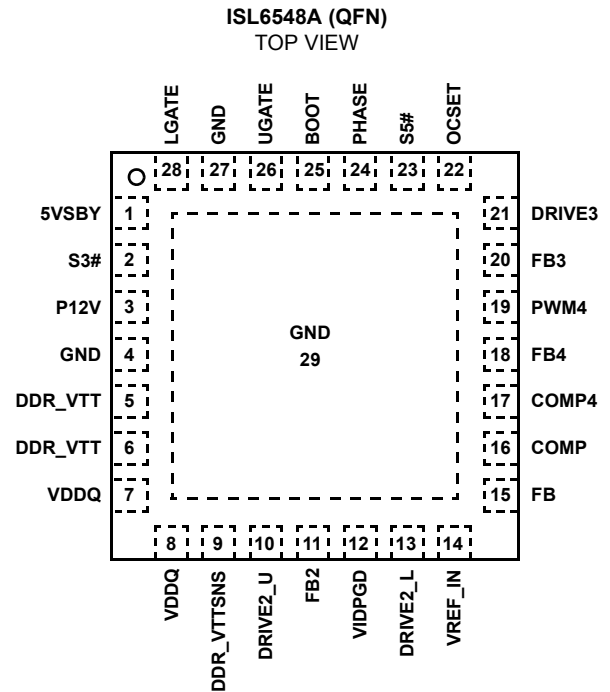 ISL6548A (QFN)
TOP VIEW
LGATE
GND
UGATE
BOOT
PHASE
S5#
OCSET
28
27
26
25
24
23
22
5VSBY 1
S3# 2
P12V 3
GND 4
DDR_VTT 5
DDR_VTT 6
VDDQ 7
GND
29
21 DRIVE3
20 FB3
19 PWM4
18 FB4
17 COMP4
16 COMP
15 FB
8
9
10
11
12
13
14
VDDQ
DDR_VTTSNS
DRIVE2_U
FB2
VIDPGD
DRIVE2_L
VREF_IN